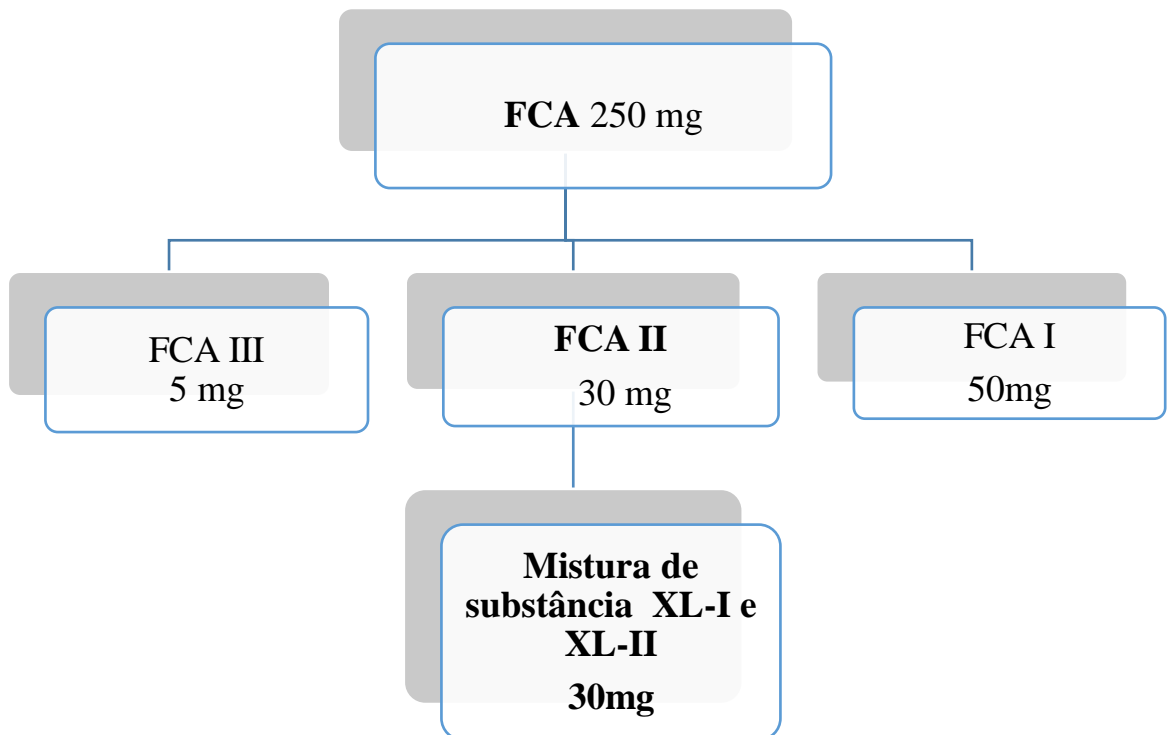 FCA 250 mg
FCA III
5 mg
FCA II
30 mg
FCA I
50mg
Mistura de
substância XL-I e
XL-II
30mg